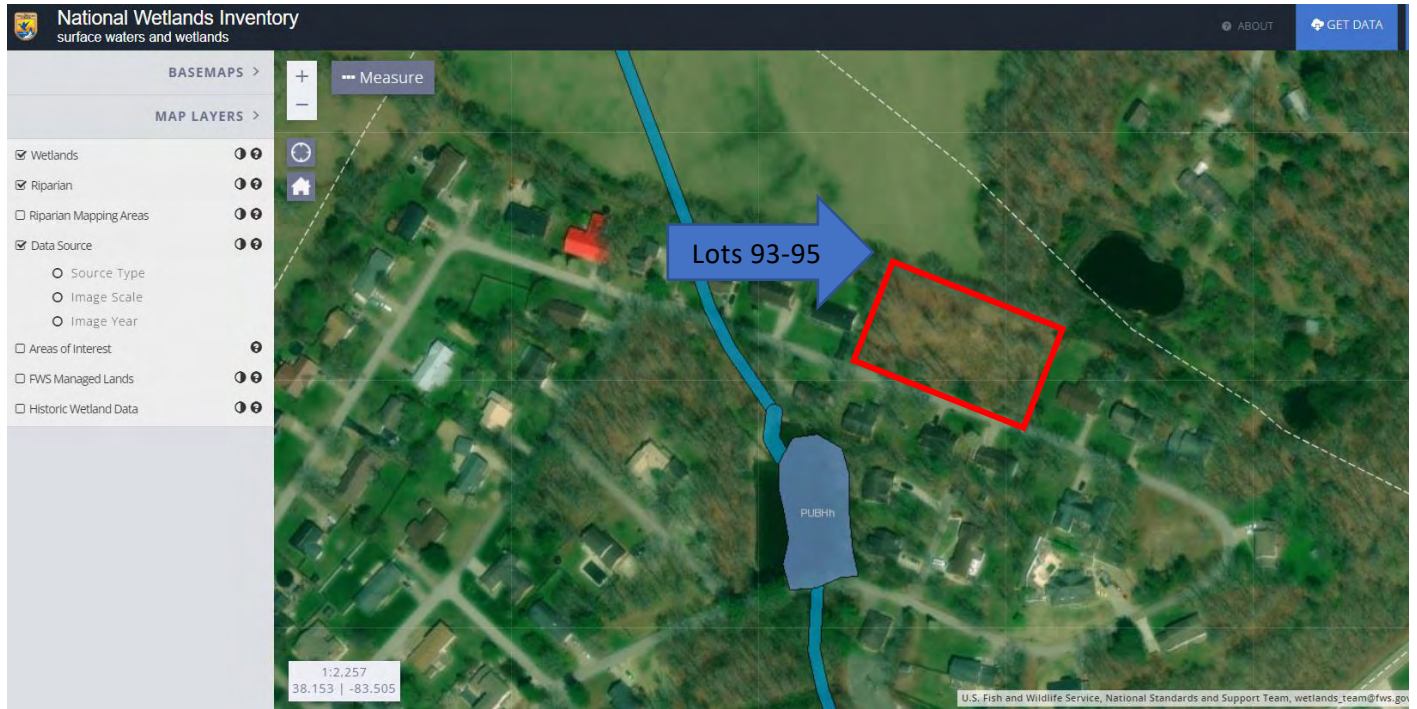 National Wetlands Inventory
surface waters and wetlands
ABOUT
GET DATA
BASEMAPS >
MAP LAYERS >
Wetlands
Riparian
Riparian Mapping Areas
Data Source
Source Type
Image Scale
Image Year
Areas of Interest
FWS Managed Lands
Historic Wetland Data
+
Measure
−
Lots 93-95
PUBHh
1:2,257
38.153 | -83.505
U.S. Fish and Wildlife Service, National Standards and Support Team, wetlands_team@fws.gov